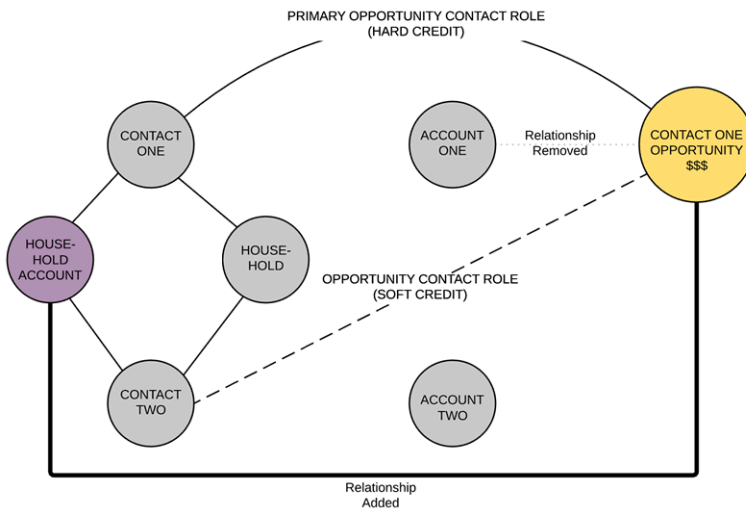 PRIMARY OPPORTUNITY CONTACT ROLE
(HARD CREDIT)
CONTACT
ONE
ACCOUNT
ONE
Relationship
Removed
CONTACT ONE
OPPORTUNITY
$$$
HOUSE-
HOLD
ACCOUNT
HOUSE-
HOLD
OPPORTUNITY CONTACT ROLE
(SOFT CREDIT)
CONTACT
TWO
ACCOUNT
TWO
Relationship
Added